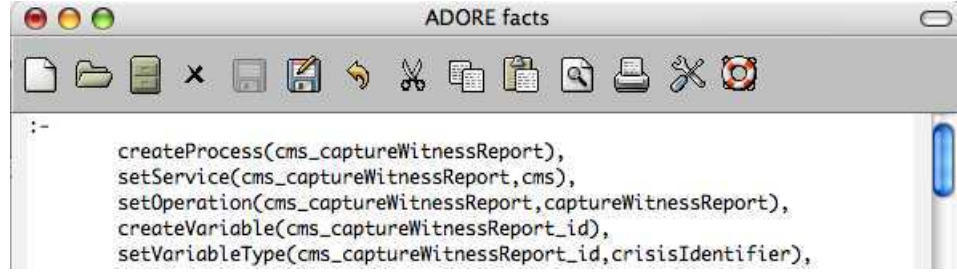 ADORE facts
:-
createProcess(cms_captureWitnessReport),
setService(cms_captureWitnessReport,cms),
setOperation(cms_captureWitnessReport,captureWitnessReport),
createVariable(cms_captureWitnessReport_id),
setVariableType(cms_captureWitnessReport_id,crisisIdentifier),